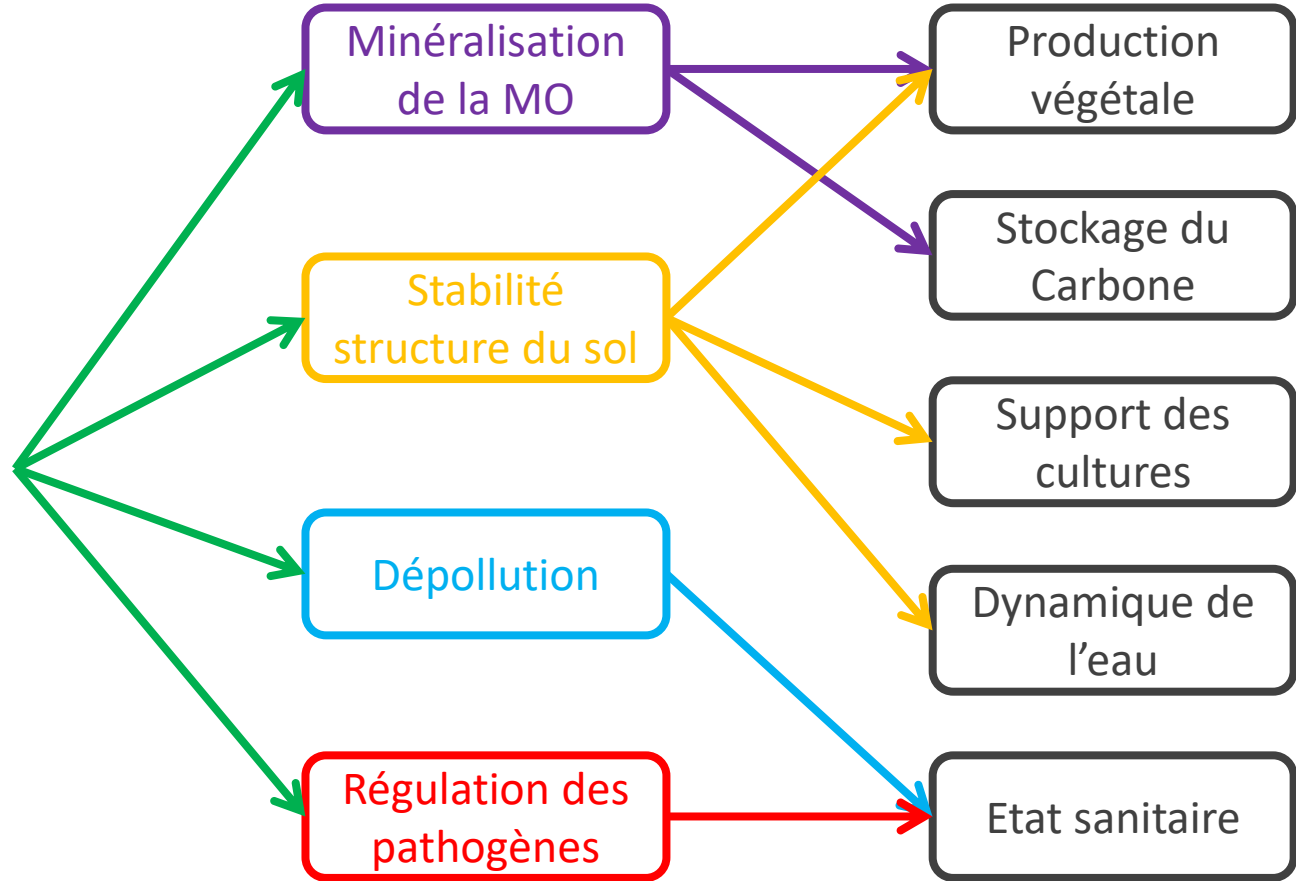 Minéralisation
de la MO
Stabilité
structure du sol
Dépollution
Régulation des
pathogènes
Production
végétale
Stockage du
Carbone
Support des
cultures
Dynamique de
l’eau
Etat sanitaire